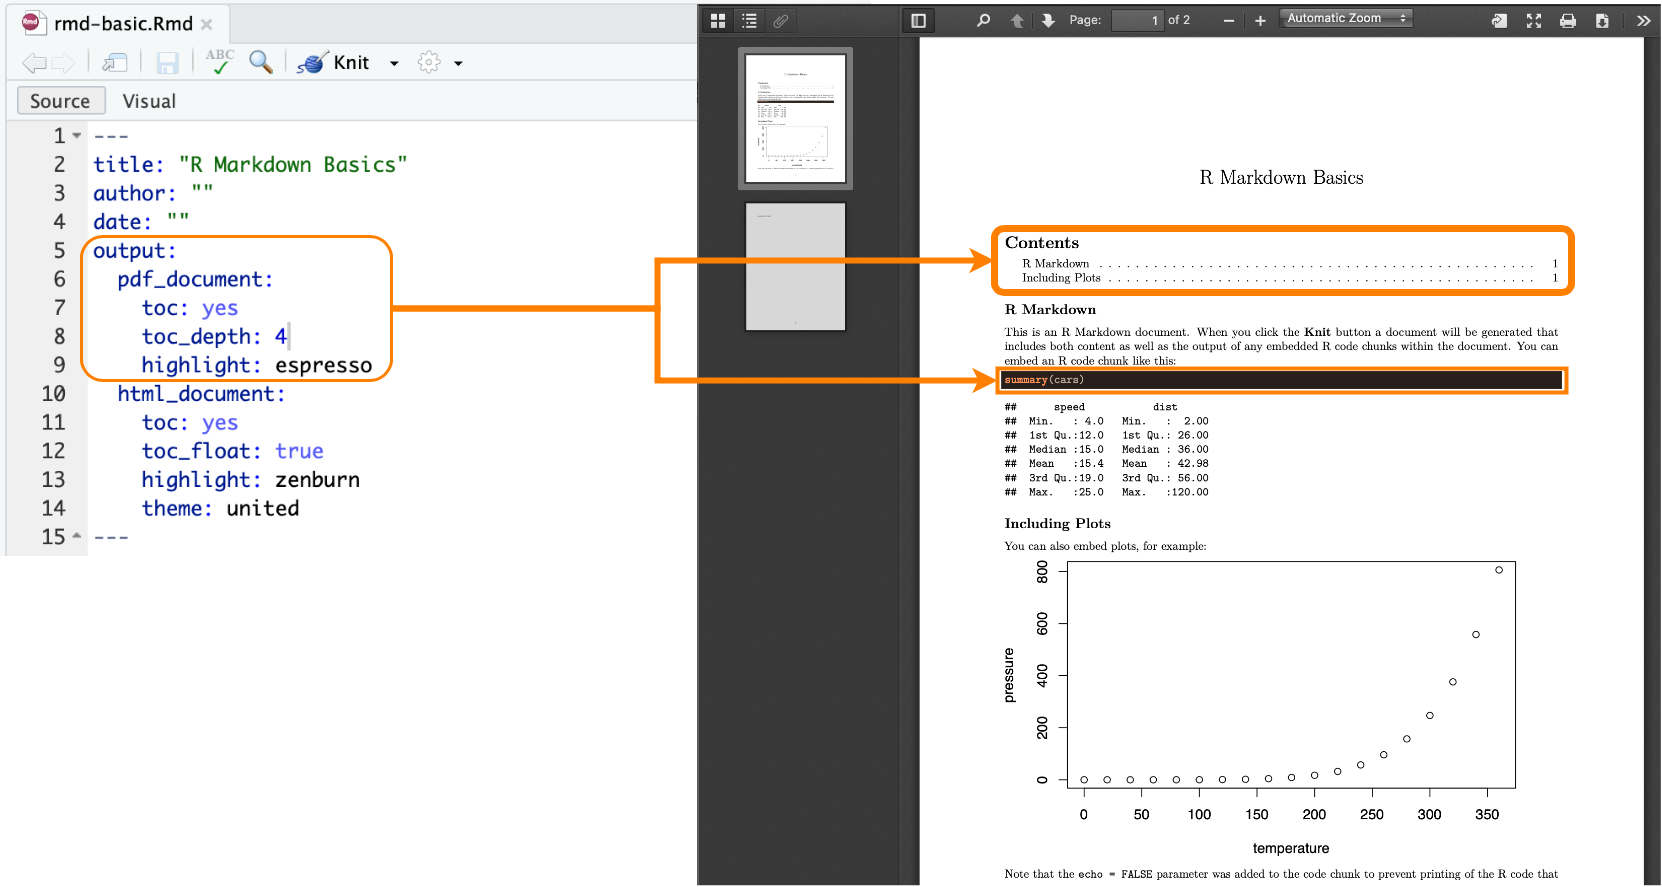 rmd-basic.Rmd
ABC
Knit
Source Visual
1 ---
2 title: "R Markdown Basics"
3 author: ""
4 date: ""
5 output:
6 pdf_document:
7 toc: yes
8 toc_depth: 4
9 highlight: espresso
10 html_document:
11 toc: yes
12 toc_float: true
13 highlight: zenburn
14 theme: united
15 ---
Page: 1 of 2
Automatic Zoom
R Markdown Basics
Contents
R Markdown . . . . . . . . . . . . . . . . . . . . . . . . . . . . . . . . . . . . . . . . . . . . . . . . . 1
Including Plots . . . . . . . . . . . . . . . . . . . . . . . . . . . . . . . . . . . . . . . . . . . . . . . . 1
R Markdown
This is an R Markdown document. When you click the Knit button a document will be generated that
includes both content as well as the output of any embedded R code chunks within the document. You can
embed an R code chunk like this:
summary(cars)
## speed dist
## Min. : 4.0 Min. : 2.00
## 1st Qu.:12.0 1st Qu.: 26.00
## Median :15.0 Median : 36.00
## Mean :15.4 Mean : 42.98
## 3rd Qu.:19.0 3rd Qu.: 56.00
## Max. :25.0 Max. :120.00
Including Plots
You can also embed plots, for example:
800
600
400
200
0
pressure
0 50 100 150 200 250 300 350
temperature
Note that the echo = FALSE parameter was added to the code chunk to prevent printing of the R code that